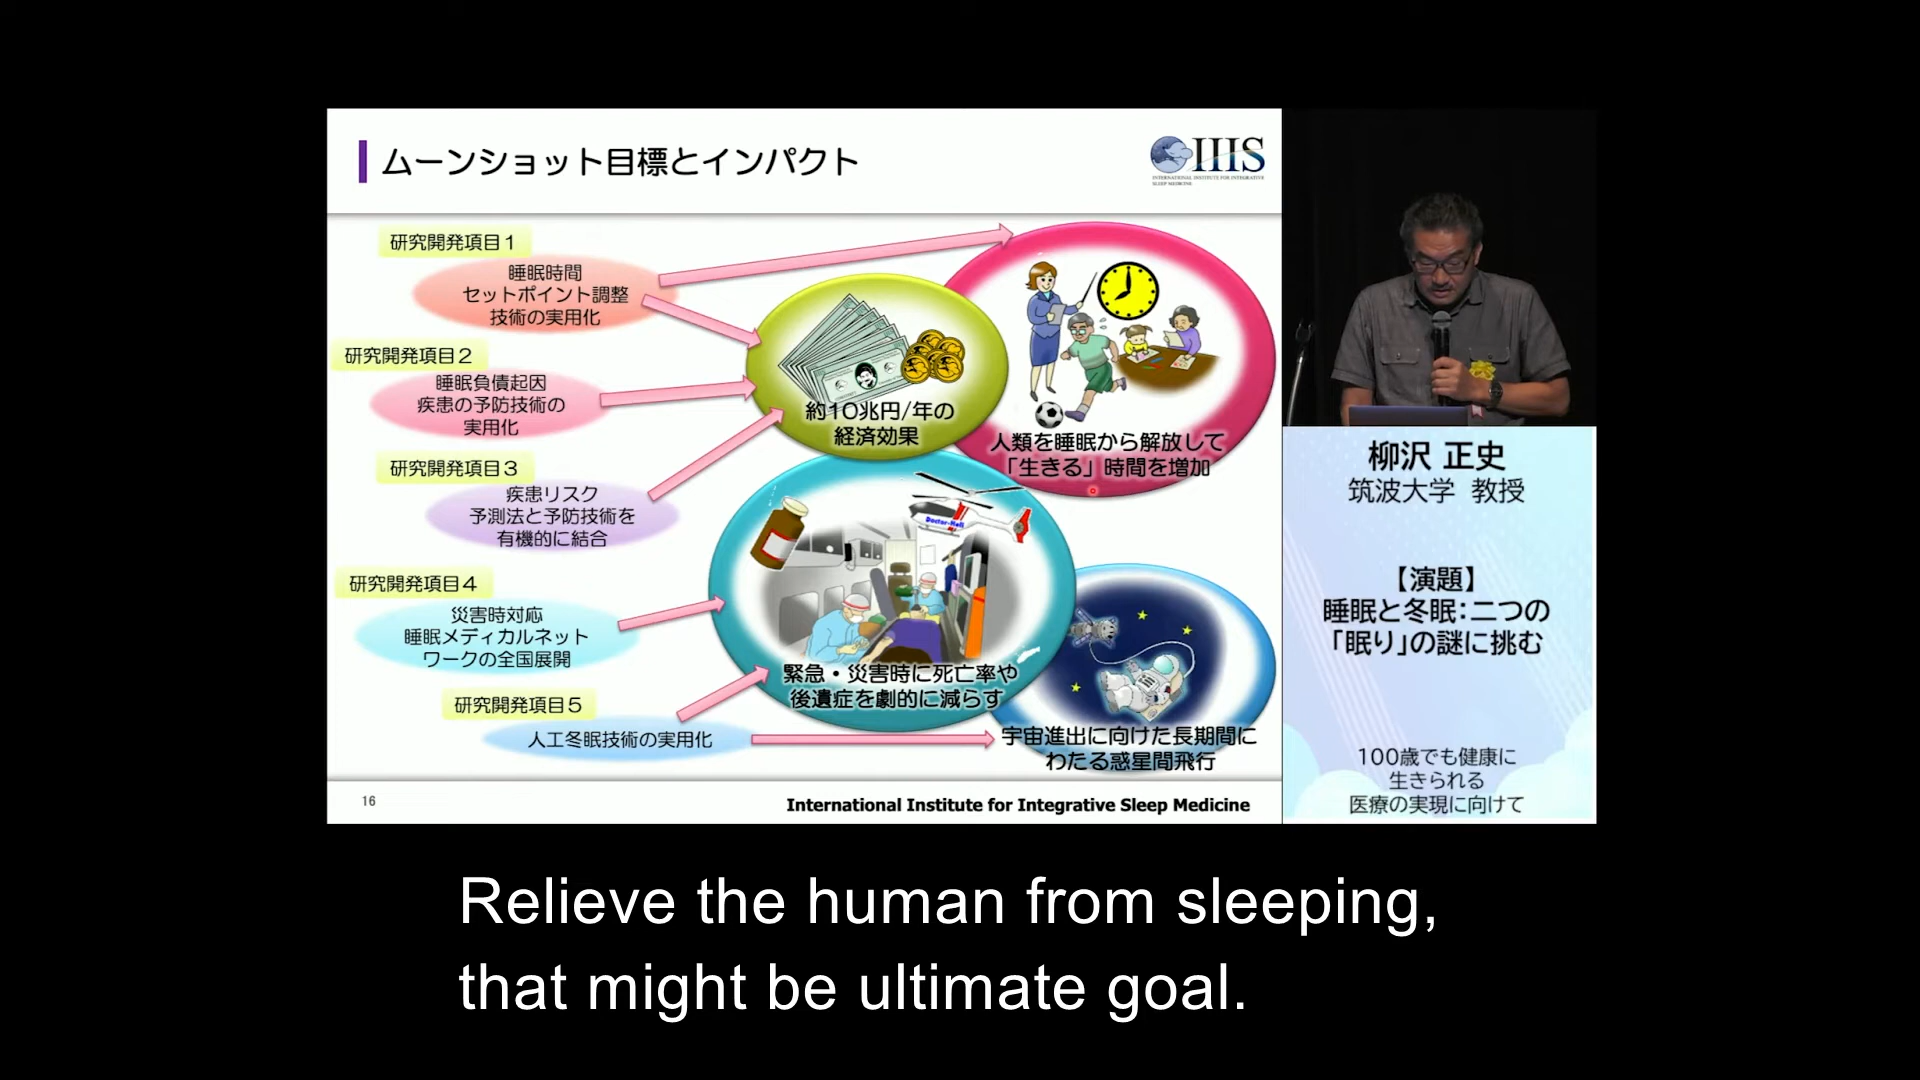 ムーンショット目標とインパクト
IIIS
INTERNATIONAL INSTITUTE FOR INTEGRATIVE
SLEEP MEDICINE
研究開発項目1
睡眠時間
セットポイント調整
技術の実用化
研究開発項目2
睡眠負債起因
疾患の予防技術の
実用化
研究開発項目3
疾患リスク
予測法と予防技術を
有機的に結合
研究開発項目4
災害時対応
睡眠メディカルネット
ワークの全国展開
研究開発項目5
人工冬眠技術の実用化
約10兆円/年の
経済効果
人類を睡眠から解放して
「生きる」時間を増加
Doctor-Heli
緊急・災害時に死亡率や
後遺症を劇的に減らす
宇宙進出に向けた長期間に
わたる惑星間飛行
16
International Institute for Integrative Sleep Medicine
柳沢 正史
筑波大学 教授
【演題】
睡眠と冬眠:二つの
「眠り」の謎に挑む
100歳でも健康に
生きられる
医療の実現に向けて
Relieve the human from sleeping,
that might be ultimate goal.